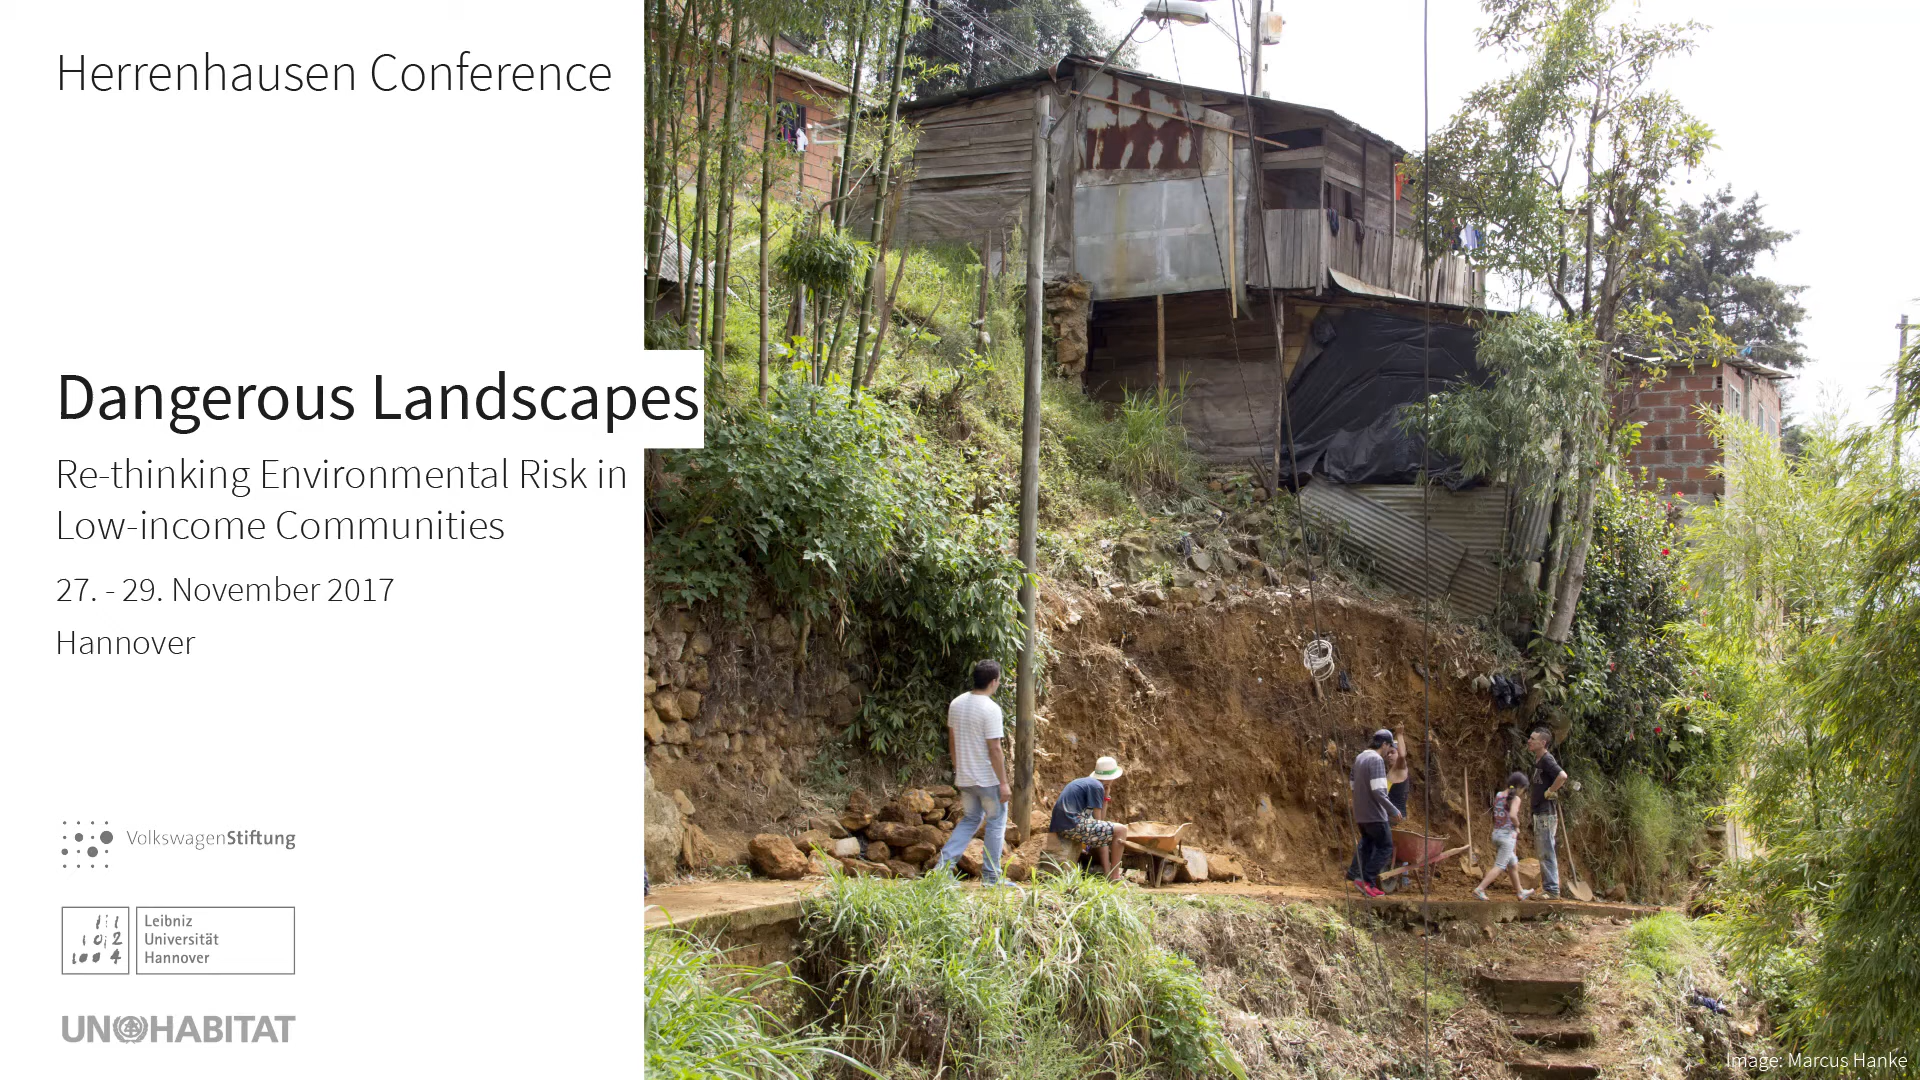 Herrenhausen Conference
Dangerous Landscapes
Re-thinking Environmental Risk in
Low-income Communities
27. - 29. November 2017
Hannover
VolkswagenStiftung
Leibniz
Universität
Hannover
UN HABITAT
Image: Marcus Hanke